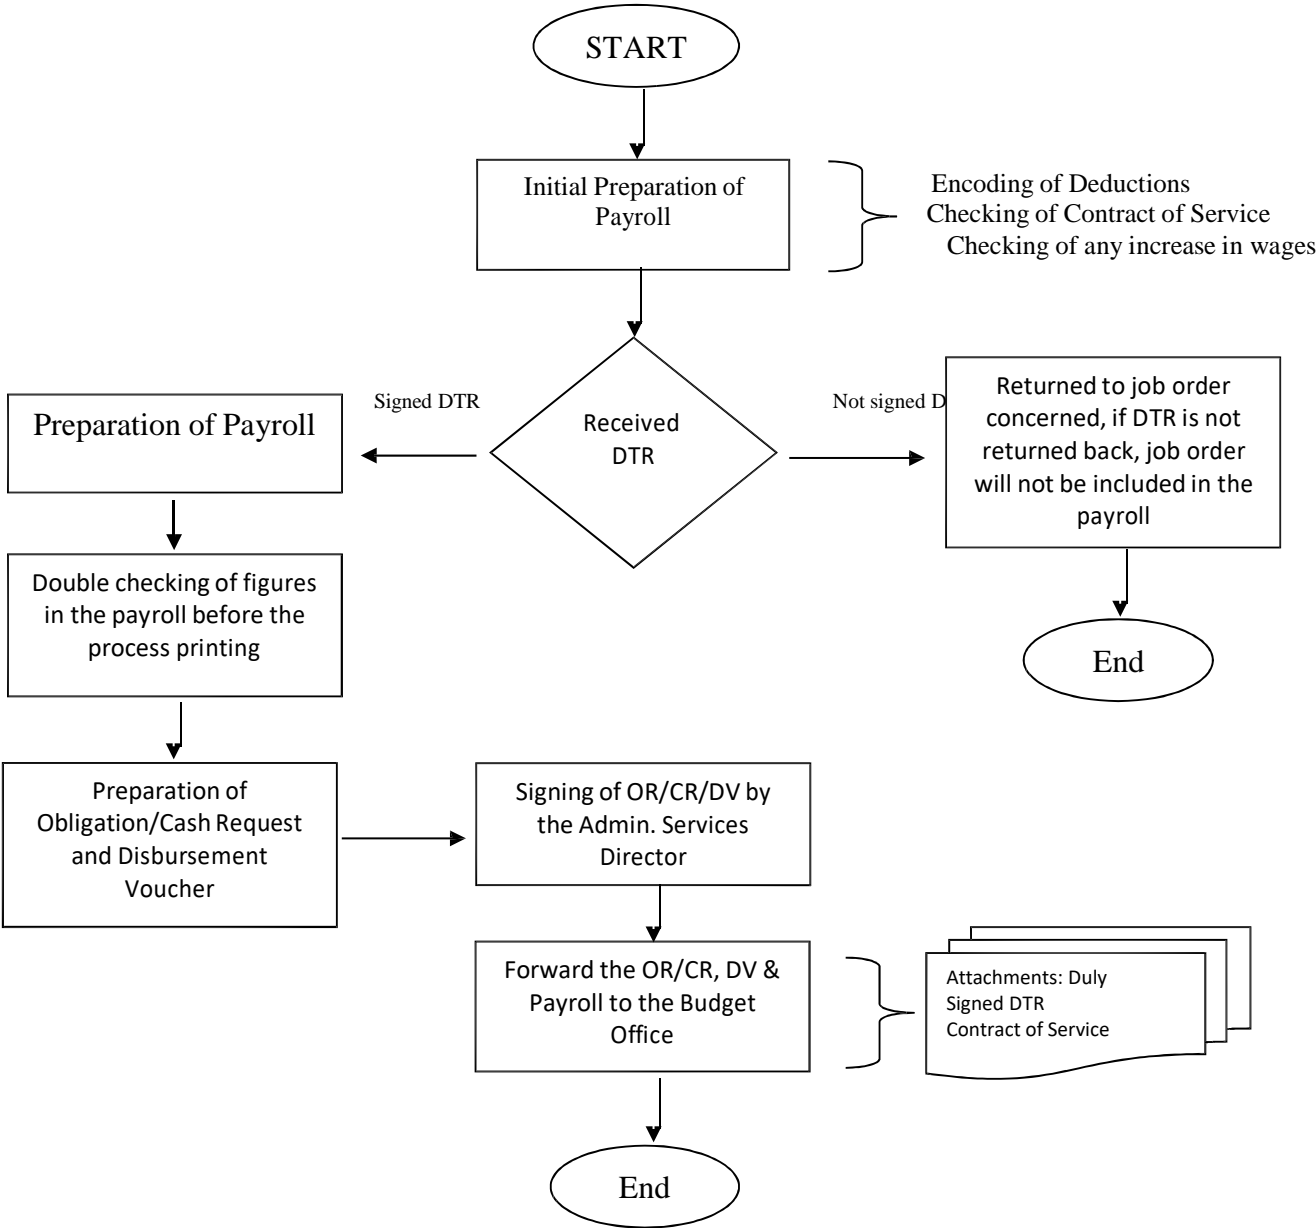 START
Initial Preparation of
Payroll
Encoding of Deductions
Checking of Contract of Service
Checking of any increase in wages
Received
DTR
Signed DTR
Preparation of Payroll
Not signed D
Returned to job order
concerned, if DTR is not
returned back, job order
will not be included in the
payroll
End
Double checking of figures
in the payroll before the
process printing
Preparation of
Obligation/Cash Request
and Disbursement
Voucher
Signing of OR/CR/DV by
the Admin. Services
Director
Forward the OR/CR, DV &
Payroll to the Budget
Office
Attachments: Duly
Signed DTR
Contract of Service
End